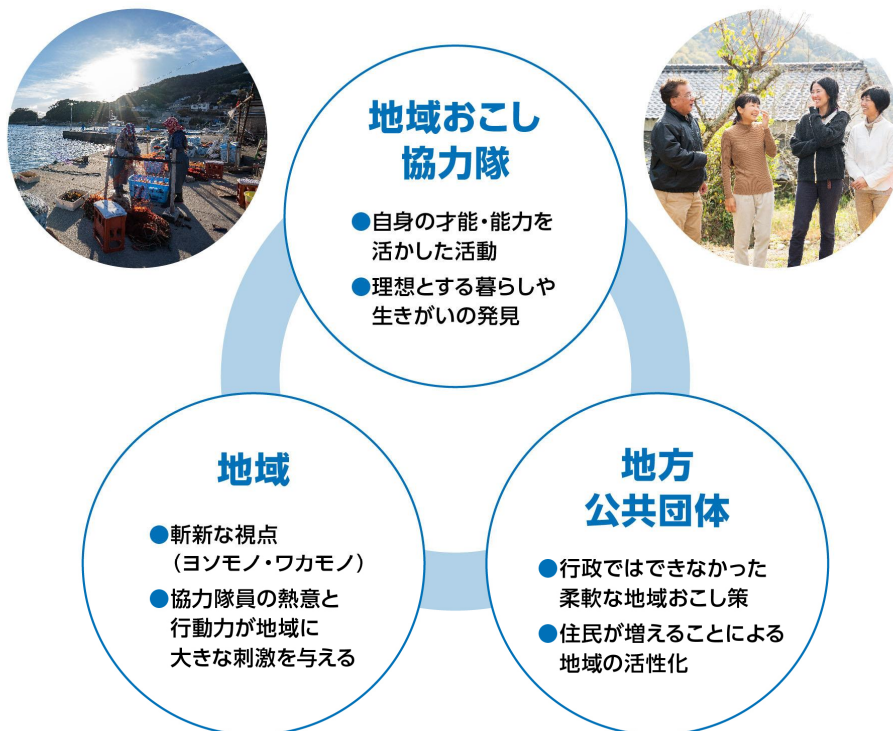 地域おこし
協力隊
●自身の才能・能力を
活かした活動
●理想とする暮らしや
生きがいの発見
地域
●斬新な視点
（ヨソモノ・ワカモノ）
●協力隊員の熱意と
行動力が地域に
大きな刺激を与える
地方
公共団体
●行政ではできなかった
柔軟な地域おこし策
●住民が増えることによる
地域の活性化